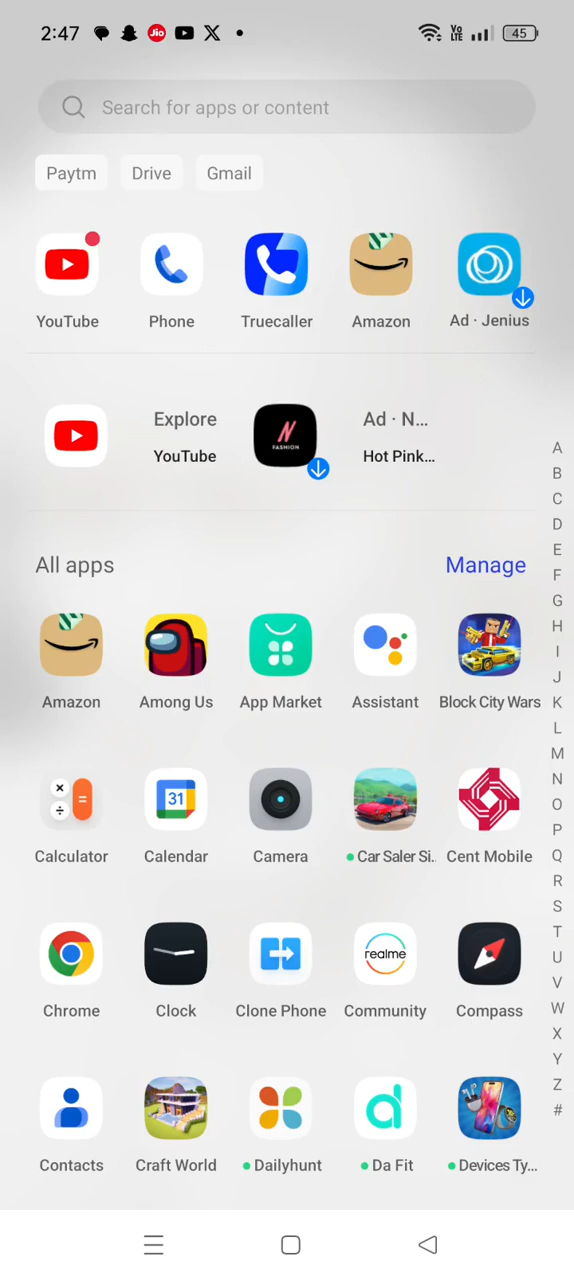 2:47 Jio X Vo LTE 45
Search for apps or content
Paytm Drive Gmail
YouTube Phone Truecaller Amazon Ad · Jenius
Explore
YouTube
N FASHION
Ad · N...
Hot Pink...
All apps Manage
Amazon Among Us App Market Assistant Block City Wars
31
Calculator Calendar Camera Car Saler Si.. Cent Mobile
realme
Chrome Clock Clone Phone Community Compass
Contacts Craft World Dailyhunt Da Fit Devices Ty...
A
B
C
D
E
F
G
H
I
J
K
L
M
N
O
P
Q
R
S
T
U
V
W
X
Y
Z
#